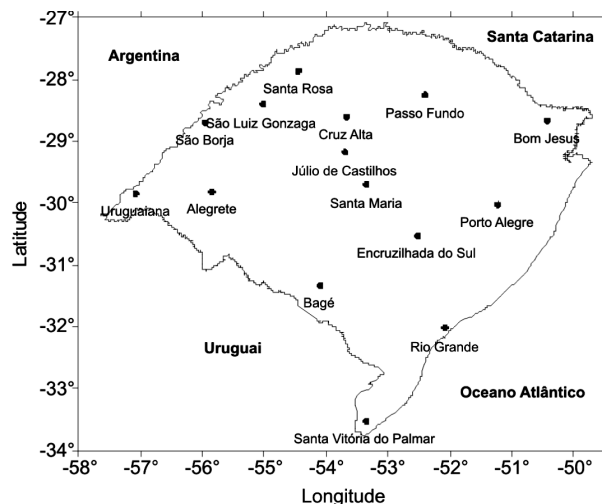 -27°
Argentina
Santa Catarina
-28°
Santa Rosa
Passo Fundo
São Luiz Gonzaga
Cruz Alta
São Borja
Bom Jesus
-29°
Júlio de Castilhos
-30°
Santa Maria
Uruguaiana
Alegrete
Porto Alegre
Latitude
Encruzilhada do Sul
-31°
Bagé
-32°
Rio Grande
Uruguai
-33°
Oceano Atlântico
Santa Vitória do Palmar
-34°
-58° -57° -56° -55° -54° -53° -52° -51° -50°
Longitude